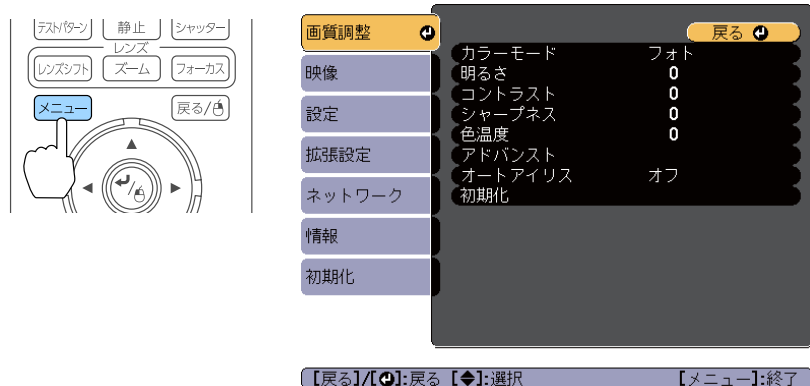 テストパターン 静止 シャッター
レンズ
レンズシフト ズーム フォーカス
メニュー 戻る/
画質調整
映像
設定
拡張設定
ネットワーク
情報
初期化
戻る
カラーモード フォト
明るさ 0
コントラスト 0
シャープネス 0
色温度 0
アドバンスト
オートアイリス オフ
初期化
[戻る]/[ ]:戻る [ ]:選択 [メニュー]:終了